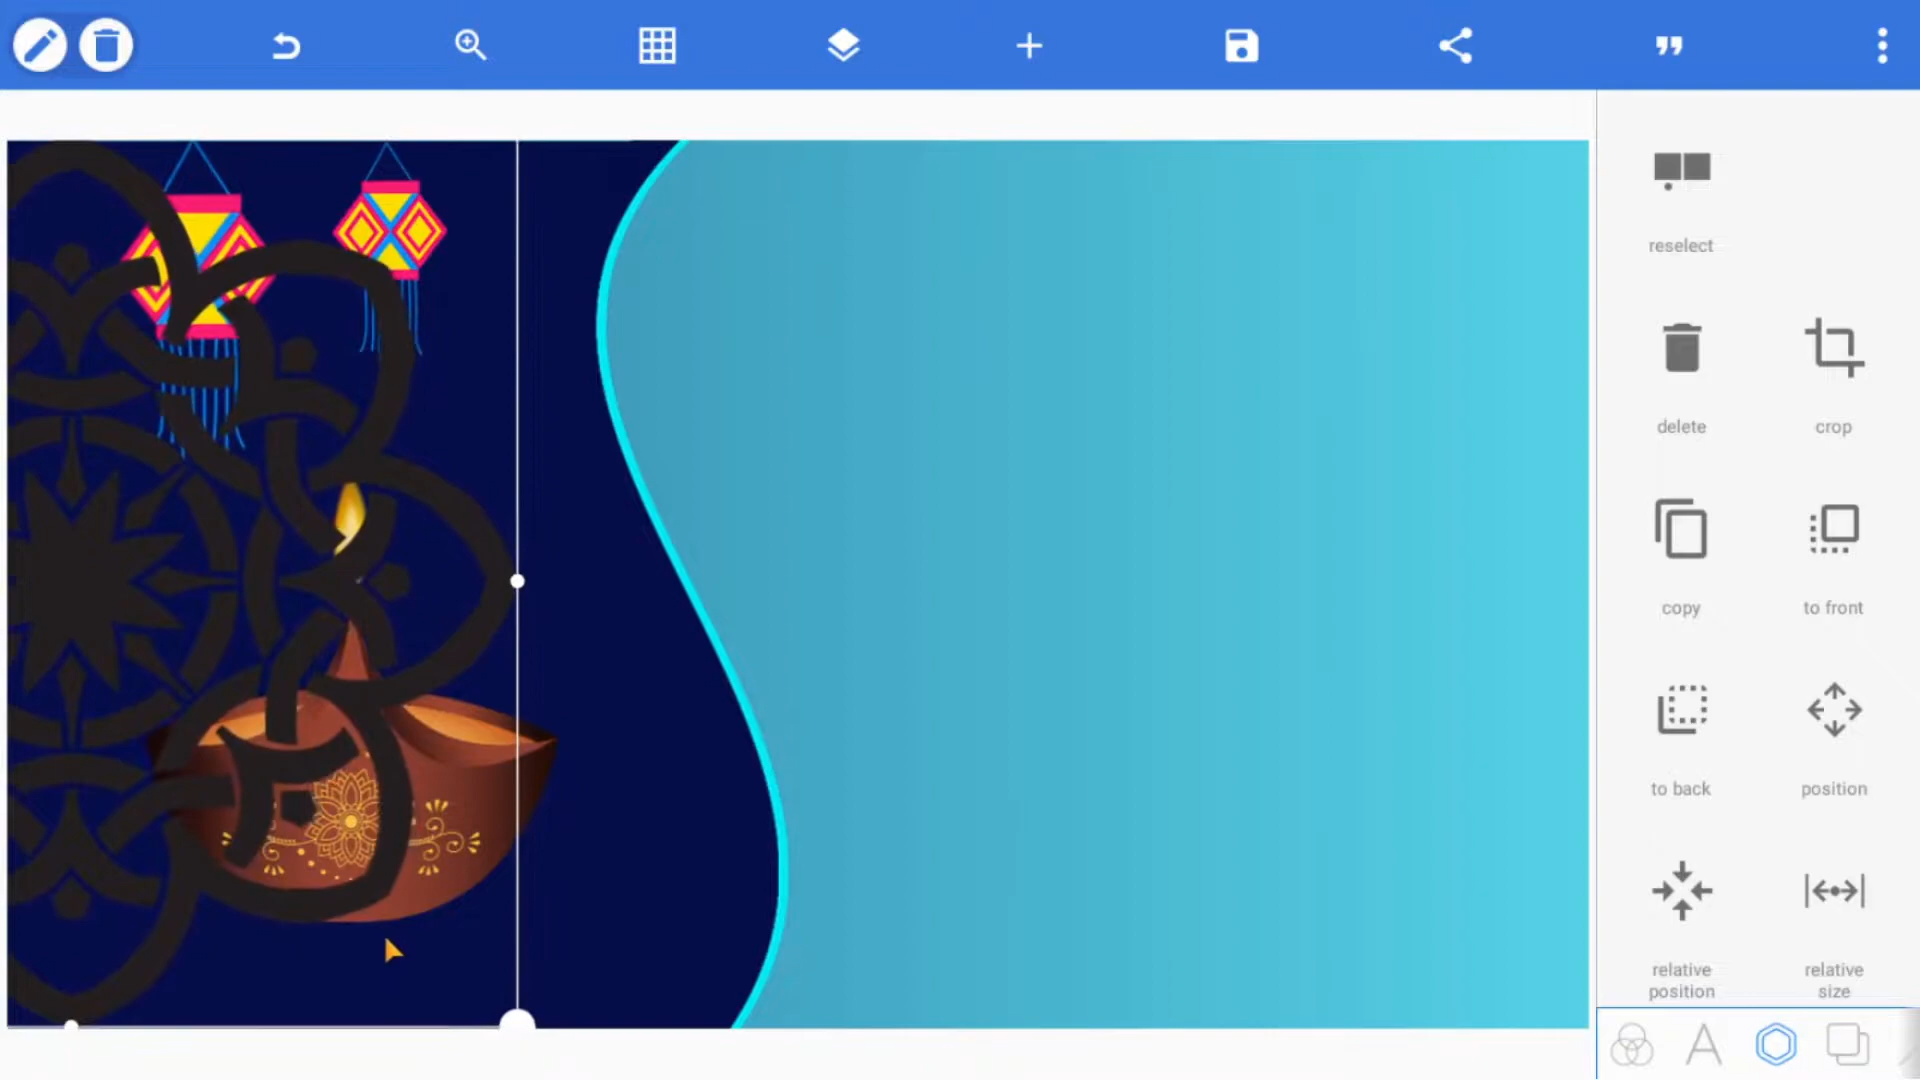 reselect
delete
crop
copy
to front
to back
position
relative
position
relative
size